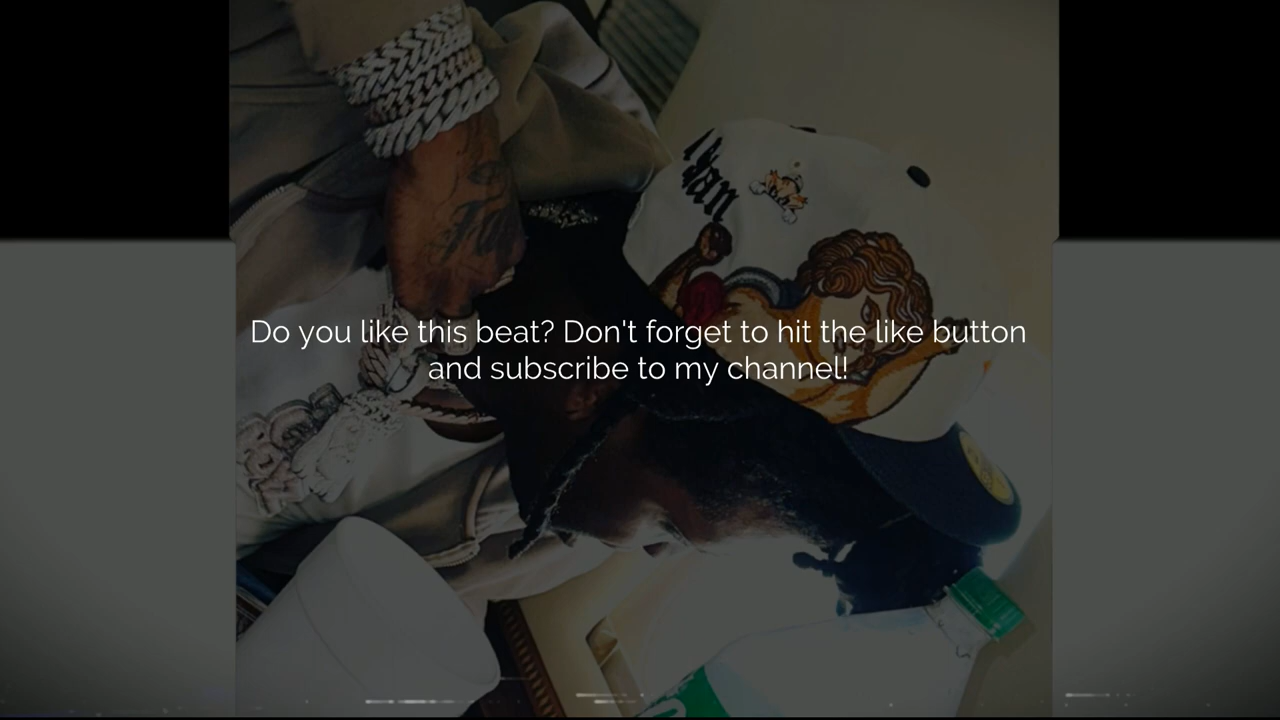 Do you like this beat? Don't forget to hit the like button
and subscribe to my channel!